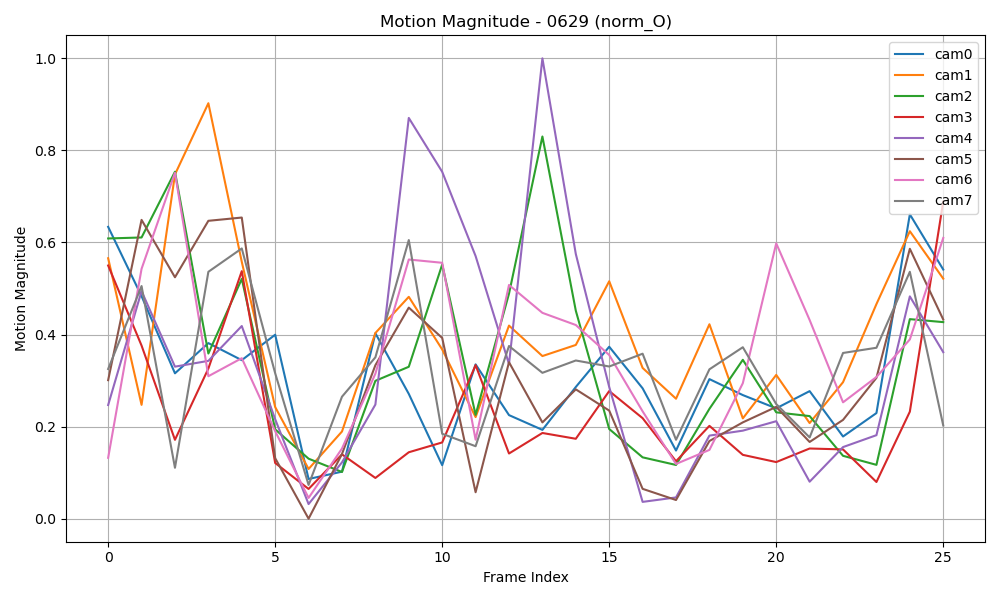 Motion Magnitude - 0629 (norm_O)
Motion Magnitude
1.0
0.8
0.6
0.4
0.2
0.0
0 5 10 15 20 25
Frame Index
cam0
cam1
cam2
cam3
cam4
cam5
cam6
cam7